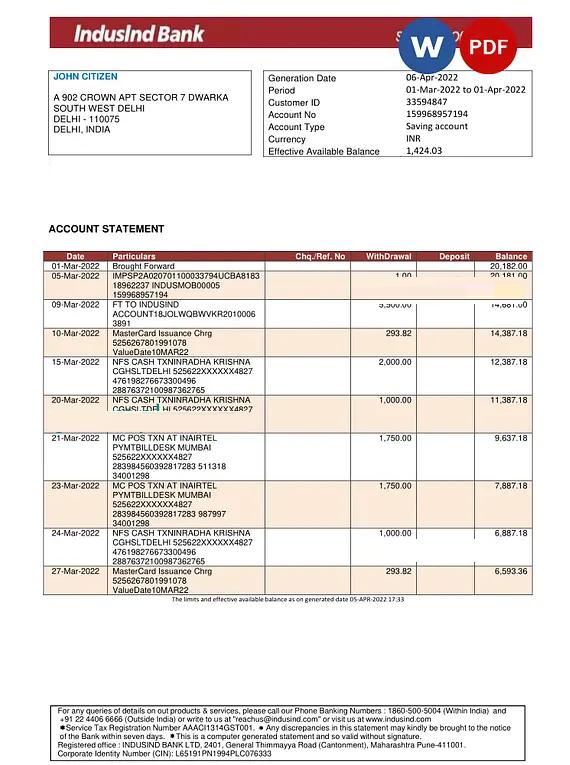 IndusInd Bank
W PDF
JOHN CITIZEN
A 902 CROWN APT SECTOR 7 DWARKA
SOUTH WEST DELHI
DELHI - 110075
DELHI, INDIA
Generation Date 06-Apr-2022
Period 01-Mar-2022 to 01-Apr-2022
Customer ID 33594847
Account No 159968957194
Account Type Saving account
Currency INR
Effective Available Balance 1,424.03
ACCOUNT STATEMENT
Date Particulars Chq./Ref. No WithDrawal Deposit Balance
01-Mar-2022 Brought Forward 20,182.00
05-Mar-2022 IMPSP2A020701100033794UCBA8183 1.00 20,181.00
18962237 INDUSMOB00005
159968957194
09-Mar-2022 FT TO INDUSIND 5,500.00 14,681.00
ACCOUNT18JOLWQBWVKR2010006
3891
10-Mar-2022 MasterCard Issuance Chrg 293.82 14,387.18
5256267801991078
ValueDate10MAR22
15-Mar-2022 NFS CASH TXNINRADHA KRISHNA 2,000.00 12,387.18
CGHSLTDELHI 525622XXXXXX4827
476198276673300496
28876372100987362765
20-Mar-2022 NFS CASH TXNINRADHA KRISHNA 1,000.00 11,387.18
CGHSLTDELHI 525622XXXXXX4827
21-Mar-2022 MC POS TXN AT INAIRTEL 1,750.00 9,637.18
PYMTBILLDESK MUMBAI
525622XXXXXX4827
283984560392817283 511318
34001298
23-Mar-2022 MC POS TXN AT INAIRTEL 1,750.00 7,887.18
PYMTBILLDESK MUMBAI
525622XXXXXX4827
283984560392817283 987997
34001298
24-Mar-2022 NFS CASH TXNINRADHA KRISHNA 1,000.00 6,887.18
CGHSLTDELHI 525622XXXXXX4827
476198276673300496
28876372100987362765
27-Mar-2022 MasterCard Issuance Chrg 293.82 6,593.36
5256267801991078
ValueDate10MAR22
The limits and effective available balance as on generated date 05-APR-2022 17:33
For any queries of details on out products & services, please call our Phone Banking Numbers : 1860-500-5004 (Within India) and
+91 22 4406 6666 (Outside India) or write to us at "reachus@indusind.com" or visit us at www.indusind.com
✱Service Tax Registration Number AAACI1314GST001. ✱ Any discrepancies in this statement may kindly be brought to the notice
of the Bank within seven days. ✱This is a computer generated statement and so valid without signature.
Registered office : INDUSIND BANK LTD, 2401, General Thimmayya Road (Cantonment), Maharashtra Pune-411001.
Corporate Identity Number (CIN): L65191PN1994PLC076333